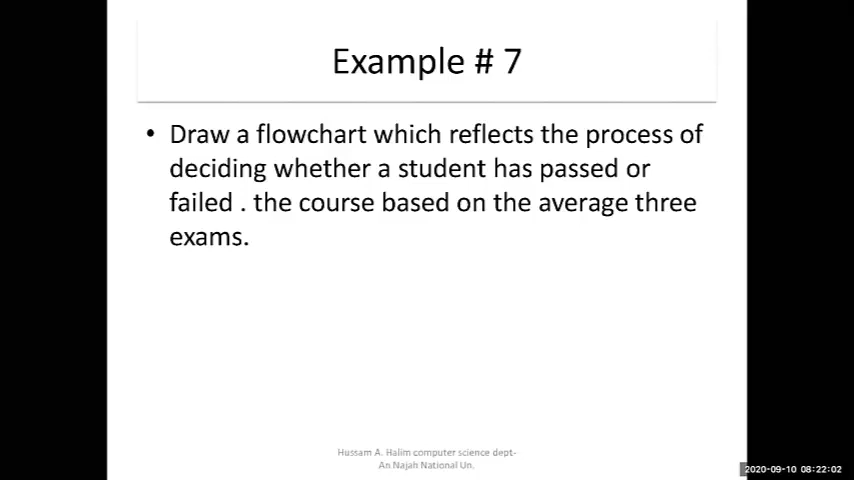 Example # 7
• Draw a flowchart which reflects the process of
deciding whether a student has passed or
failed . the course based on the average three
exams.
Hussam A. Halim computer science dept-
An Najah National Un.
2020-09-10 08:22:02